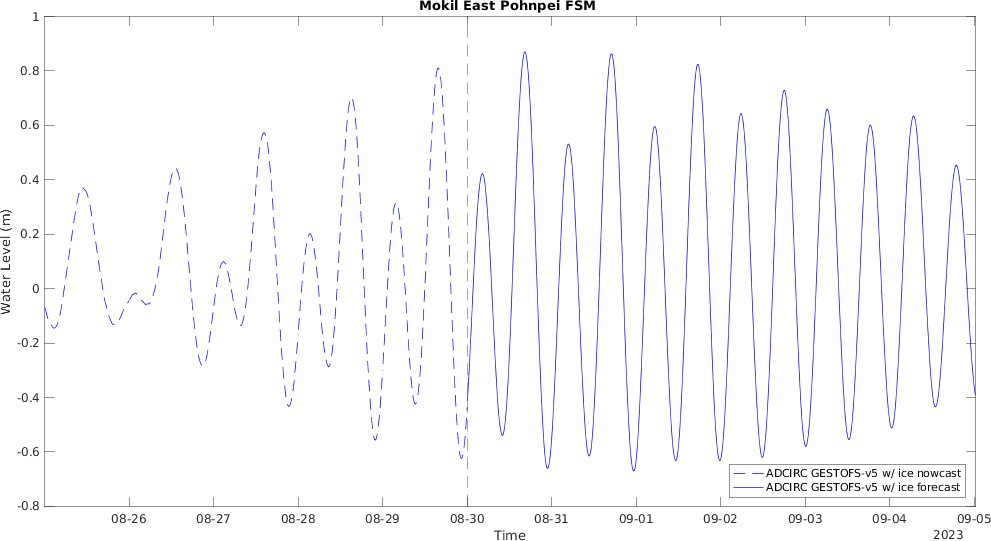 Mokil East Pohnpei FSM
1
0.8
0.6
0.4
0.2
0
-0.2
-0.4
-0.6
-0.8
Water Level (m)
ADCIRC GESTOFS-v5 w/ ice nowcast
ADCIRC GESTOFS-v5 w/ ice forecast
08-26 08-27 08-28 08-29 08-30 08-31 09-01 09-02 09-03 09-04 09-05
Time
2023